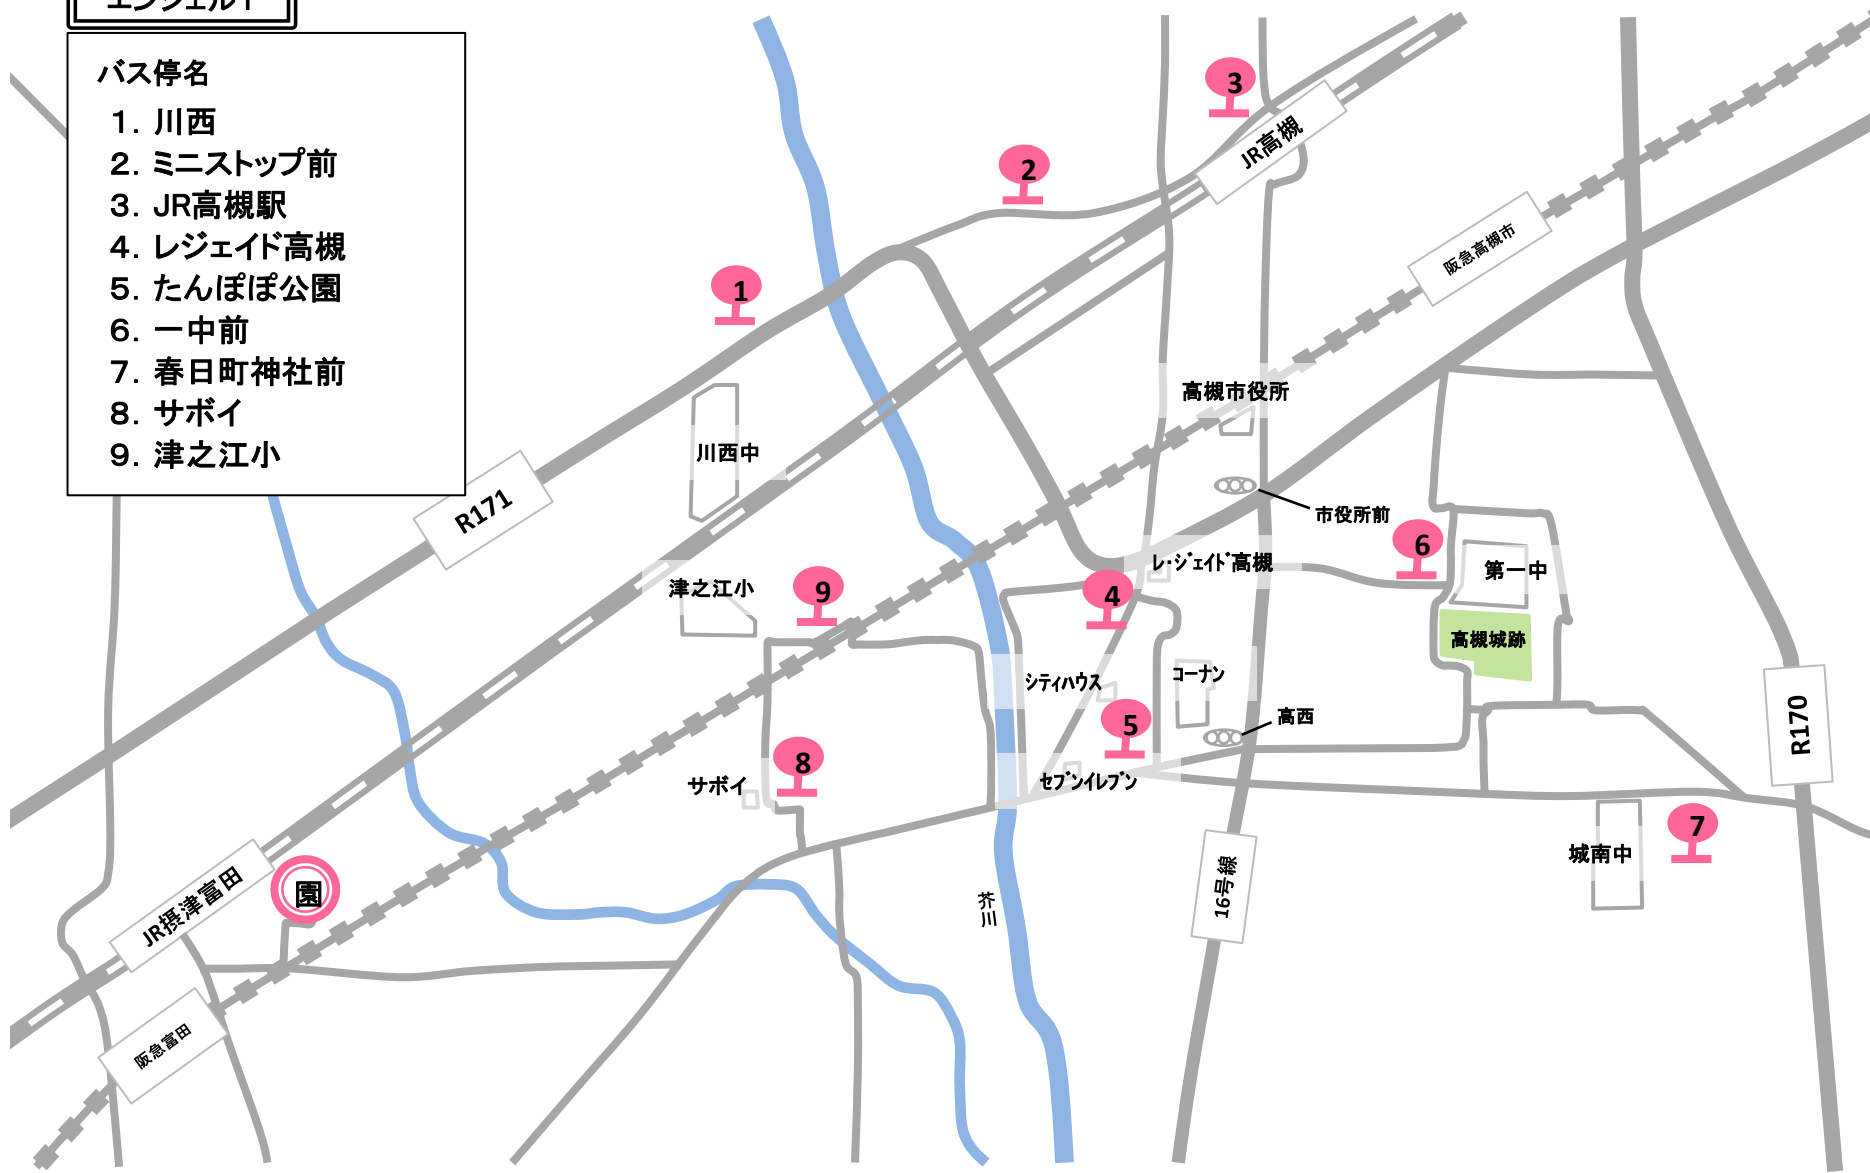 エンジェル1
バス停名
1. 川西
2. ミニストップ前
3. JR高槻駅
4. レジェイド高槻
5. たんぽぽ公園
6. 一中前
7. 春日町神社前
8. サボイ
9. 津之江小
3
JR高槻
2
阪急高槻市
1
高槻市役所
川西中
R171
市役所前
6
レ・ジェイド高槻
第一中
津之江小
9
4
高槻城跡
シティハウス
コーナン
5
高西
R170
8
サボイ
セブンイレブン
7
城南中
JR摂津富田
園
16号線
芥川
阪急富田